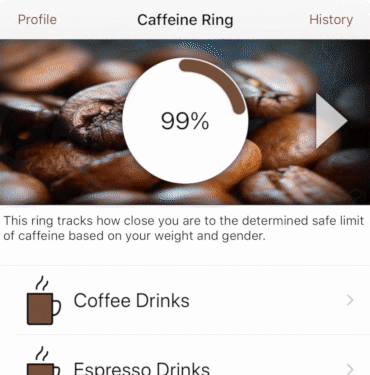 Profile Caffeine Ring History
99%
This ring tracks how close you are to the determined safe limit
of caffeine based on your weight and gender.
Coffee Drinks
Espresso Drinks